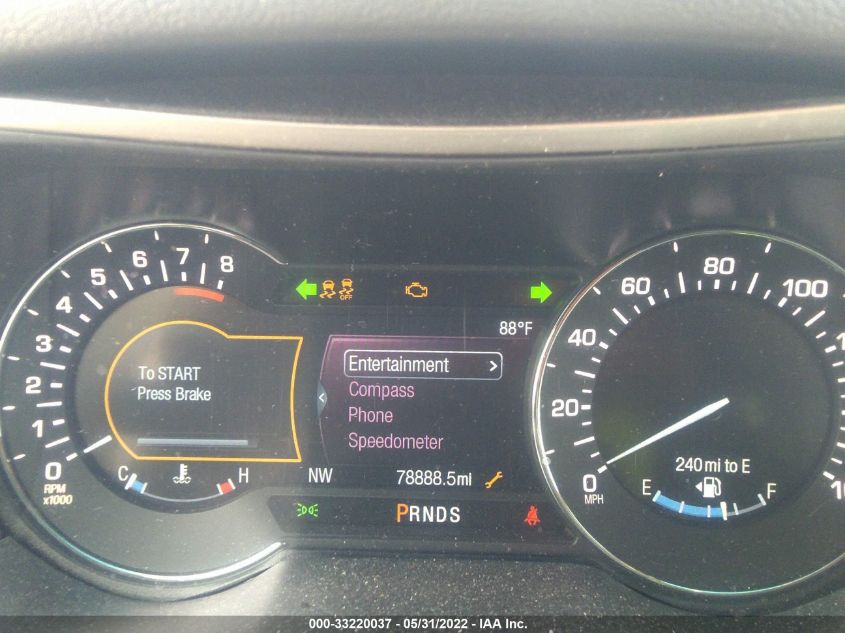 0 1 2 3 4 5 6 7 8
RPM
x1000
To START
Press Brake
C H
OFF
88°F
Entertainment >
Compass
Phone
Speedometer
NW 78888.5mi
PRNDS
0 20 40 60 80 100
MPH
240 mi to E
E F
000-33220037 - 05/31/2022 - IAA Inc.